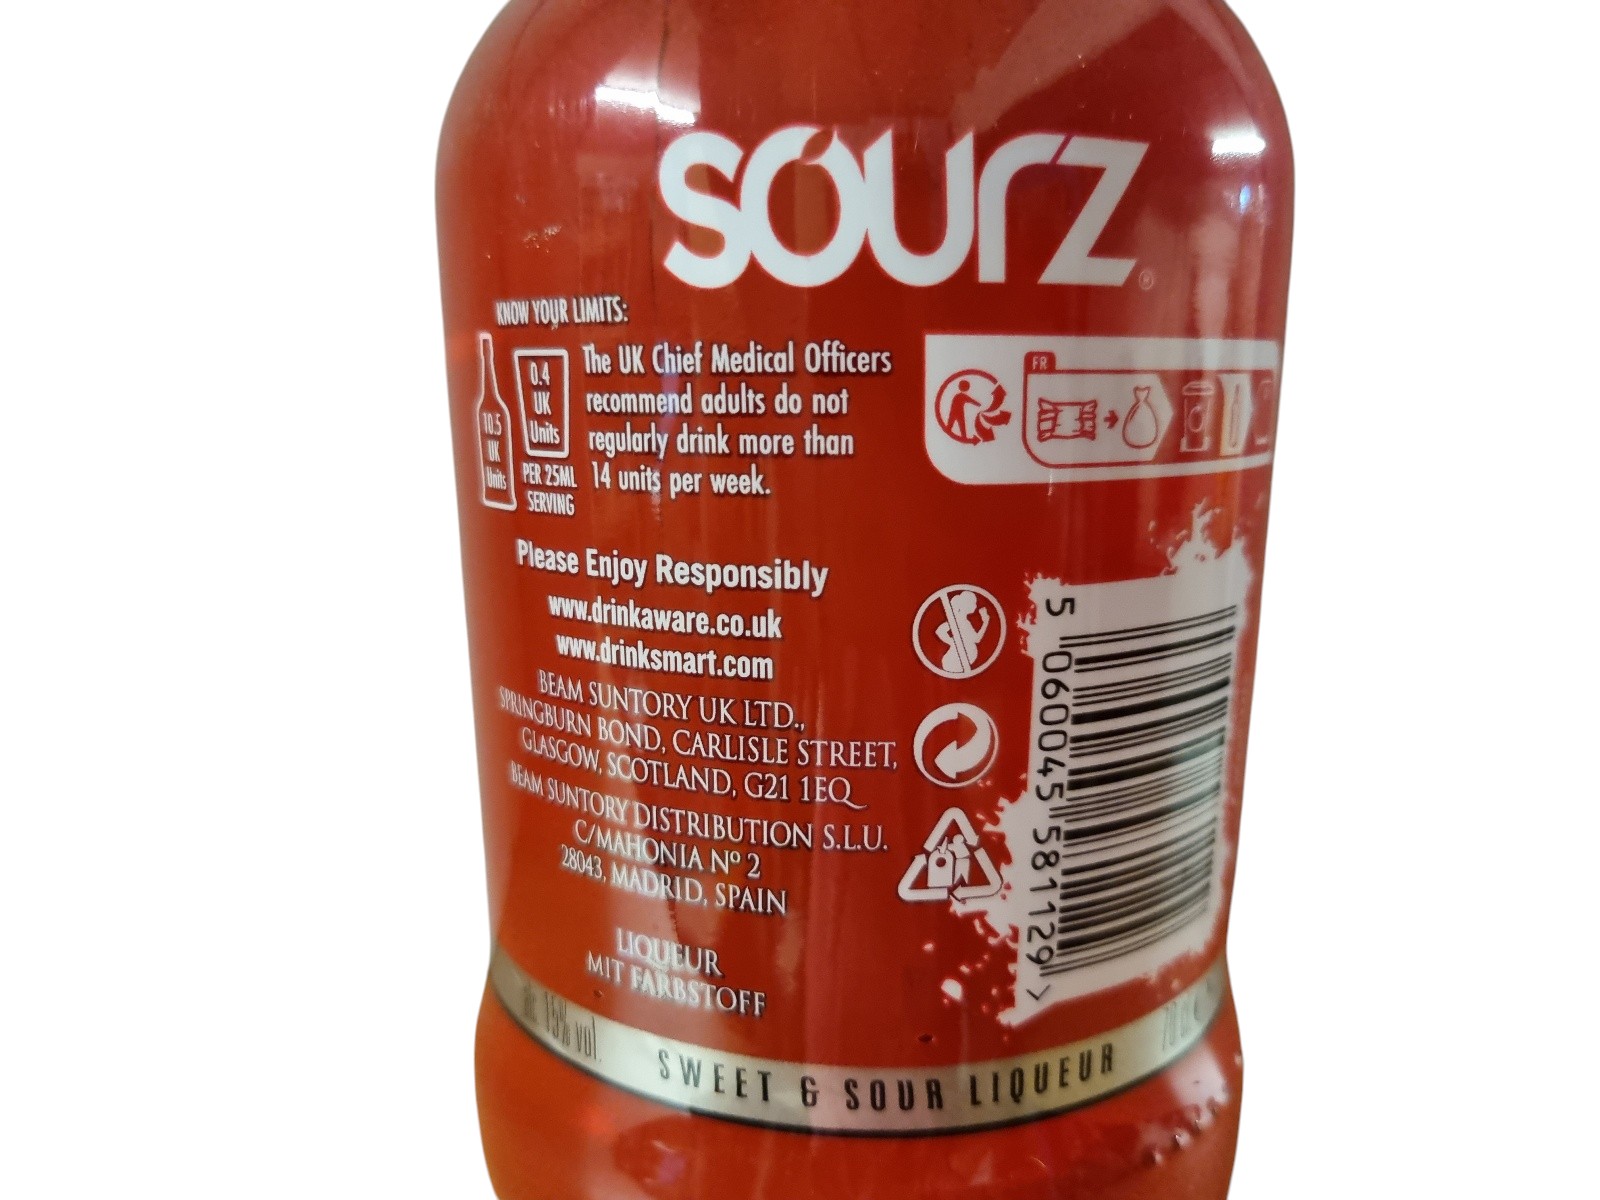 sourz
®
KNOW YOUR LIMITS:
10.5
UK
Units
0.4
UK
Units
PER 25ML
SERVING
The UK Chief Medical Officers
recommend adults do not
regularly drink more than
14 units per week.
FR
Please Enjoy Responsibly
www.drinkaware.co.uk
www.drinksmart.com
BEAM SUNTORY UK LTD.,
SPRINGBURN BOND, CARLISLE STREET,
GLASGOW, SCOTLAND, G21 1EQ
BEAM SUNTORY DISTRIBUTION S.L.U.
C/MAHONIA Nº 2
28043, MADRID, SPAIN
LIQUEUR
MIT FARBSTOFF
5 060045 581129 >
15% vol.
SWEET & SOUR LIQUEUR